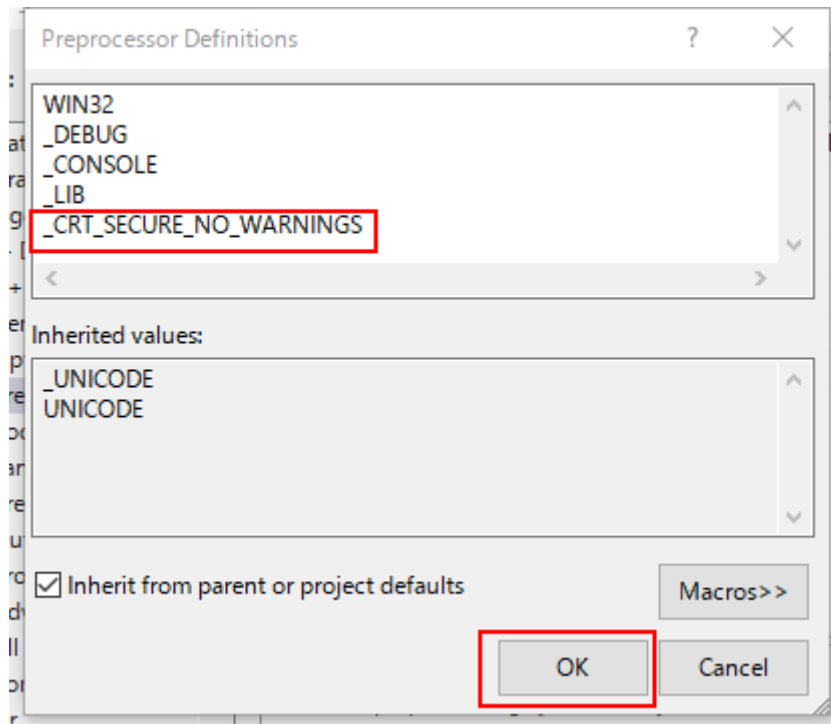 Preprocessor Definitions
?
WIN32
_DEBUG
_CONSOLE
_LIB
_CRT_SECURE_NO_WARNINGS
Inherited values:
_UNICODE
UNICODE
Inherit from parent or project defaults
Macros>>
OK
Cancel